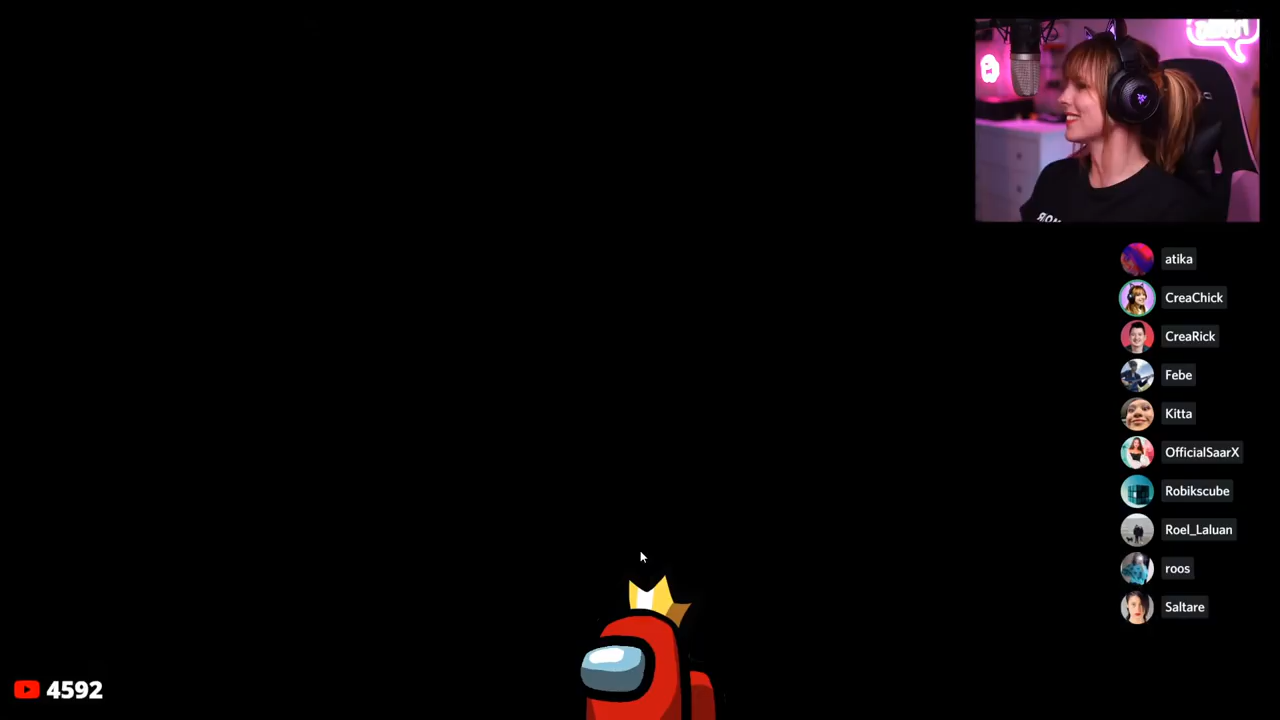 atika
CreaChick
CreaRick
Febe
Kitta
OfficialSaarX
Robikscube
Roel_Laluan
roos
Saltare
4592